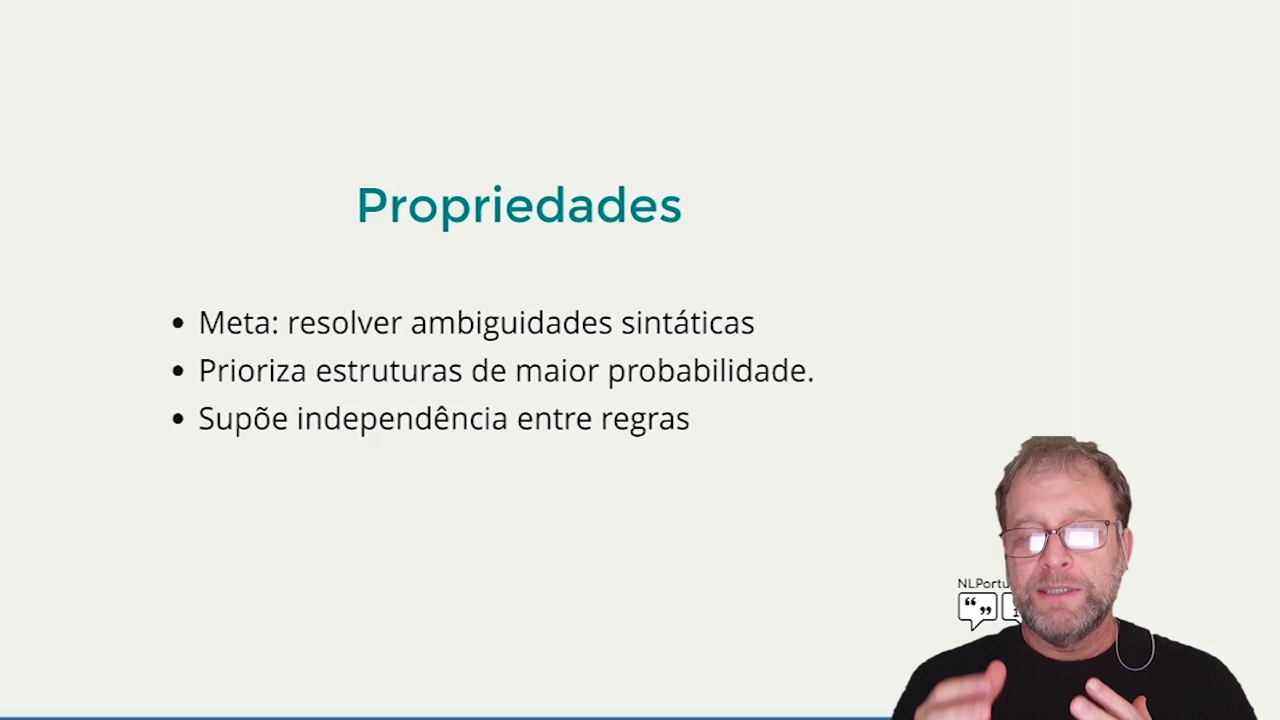 Propriedades
• Meta: resolver ambiguidades sintáticas
• Prioriza estruturas de maior probabilidade.
• Supõe independência entre regras